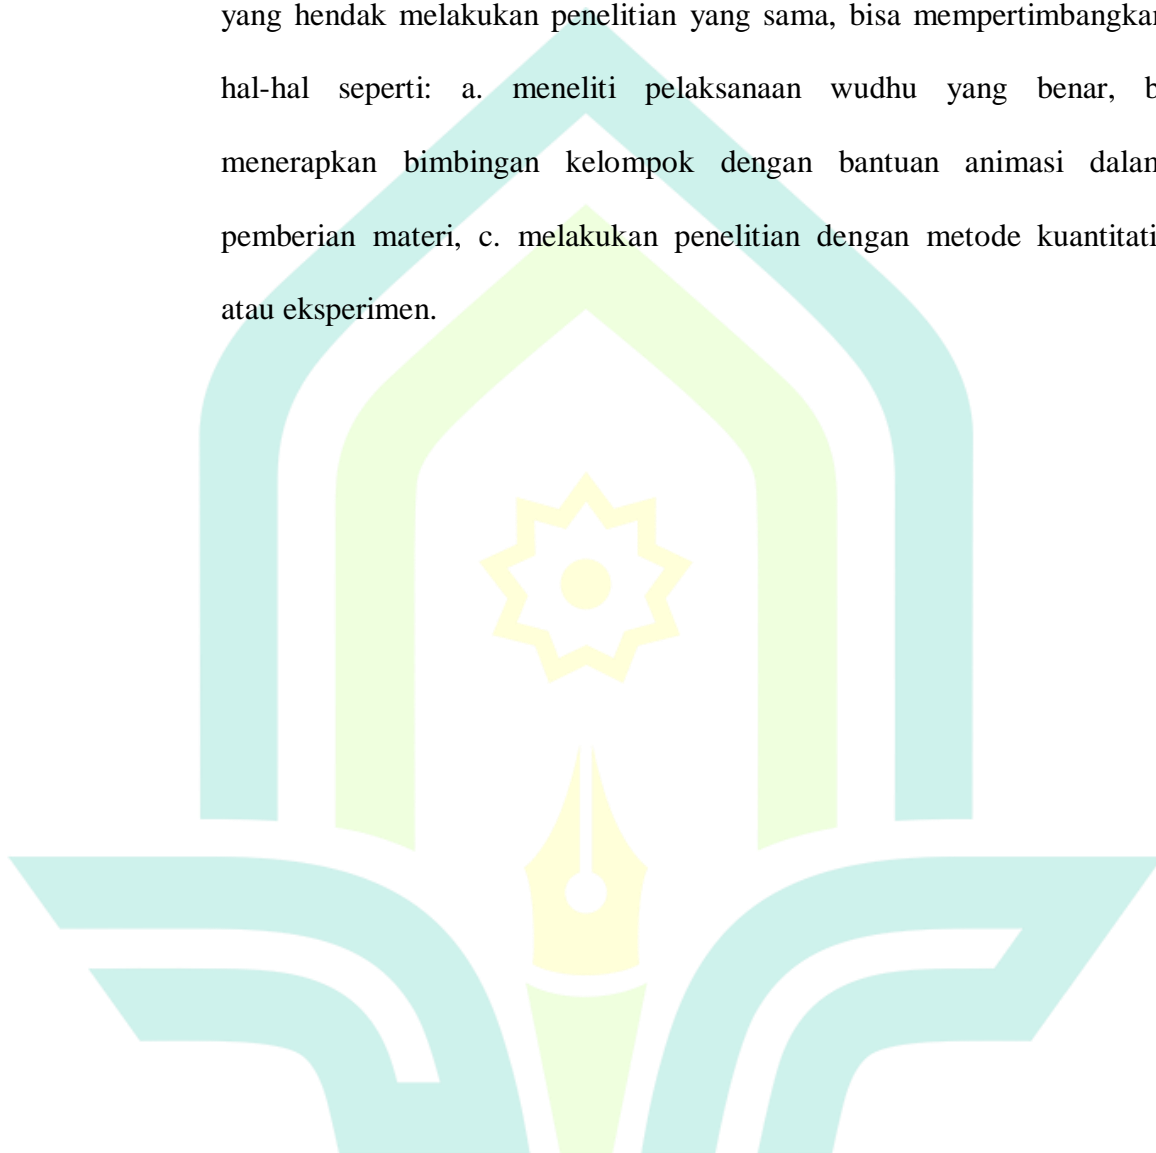 yang hendak melakukan penelitian yang sama, bisa mempertimbangkan
hal-hal seperti: a. meneliti pelaksanaan wudhu yang benar, b
menerapkan bimbingan kelompok dengan bantuan animasi dalam
pemberian materi, c. melakukan penelitian dengan metode kuantitati
atau eksperimen.